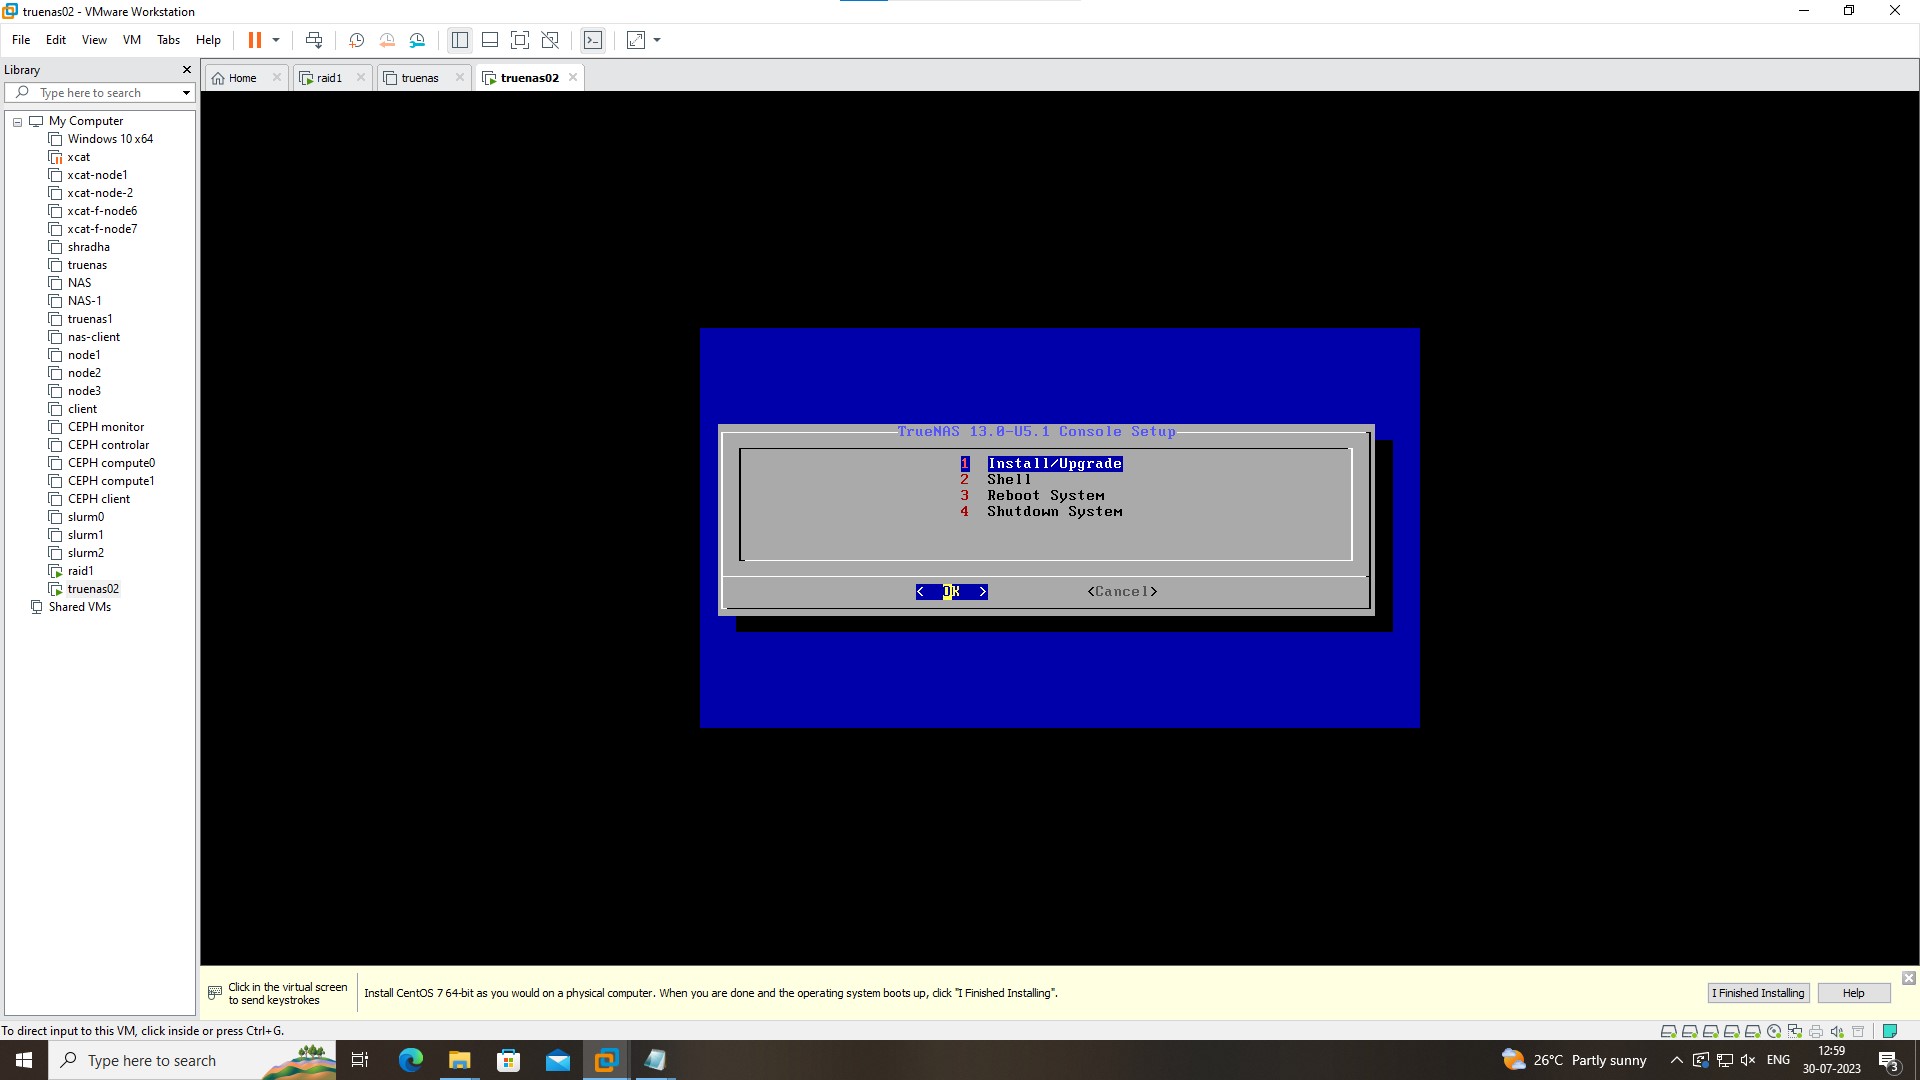 truenas02 - VMware Workstation
File Edit View VM Tabs Help
Library
Type here to search
My Computer
Windows 10 x64
xcat
xcat-node1
xcat-node-2
xcat-f-node6
xcat-f-node7
shradha
truenas
NAS
NAS-1
truenas1
nas-client
node1
node2
node3
client
CEPH monitor
CEPH controlar
CEPH compute0
CEPH compute1
CEPH client
slurm0
slurm1
slurm2
raid1
truenas02
Shared VMs
Home raid1 truenas truenas02
TrueNAS 13.0-U5.1 Console Setup
1 Install/Upgrade
2 Shell
3 Reboot System
4 Shutdown System
< OK > <Cancel>
Click in the virtual screen
to send keystrokes
Install CentOS 7 64-bit as you would on a physical computer. When you are done and the operating system boots up, click "I Finished Installing".
I Finished Installing Help
To direct input to this VM, click inside or press Ctrl+G.
Type here to search
26°C Partly sunny
ENG
12:59
30-07-2023
3